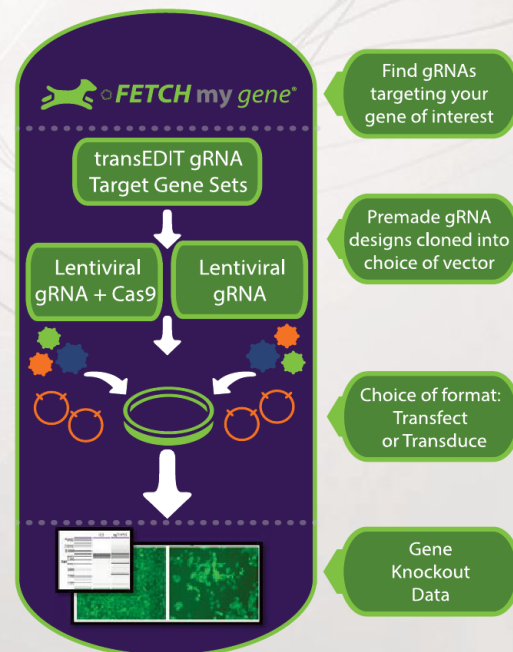 FETCH my gene®
Find gRNAs
targeting your
gene of interest
transEDIT gRNA
Target Gene Sets
Premade gRNA
designs cloned into
choice of vector
Lentiviral
gRNA + Cas9
Lentiviral
gRNA
Choice of format:
Transfect
or Transduce
Gene
Knockout
Data